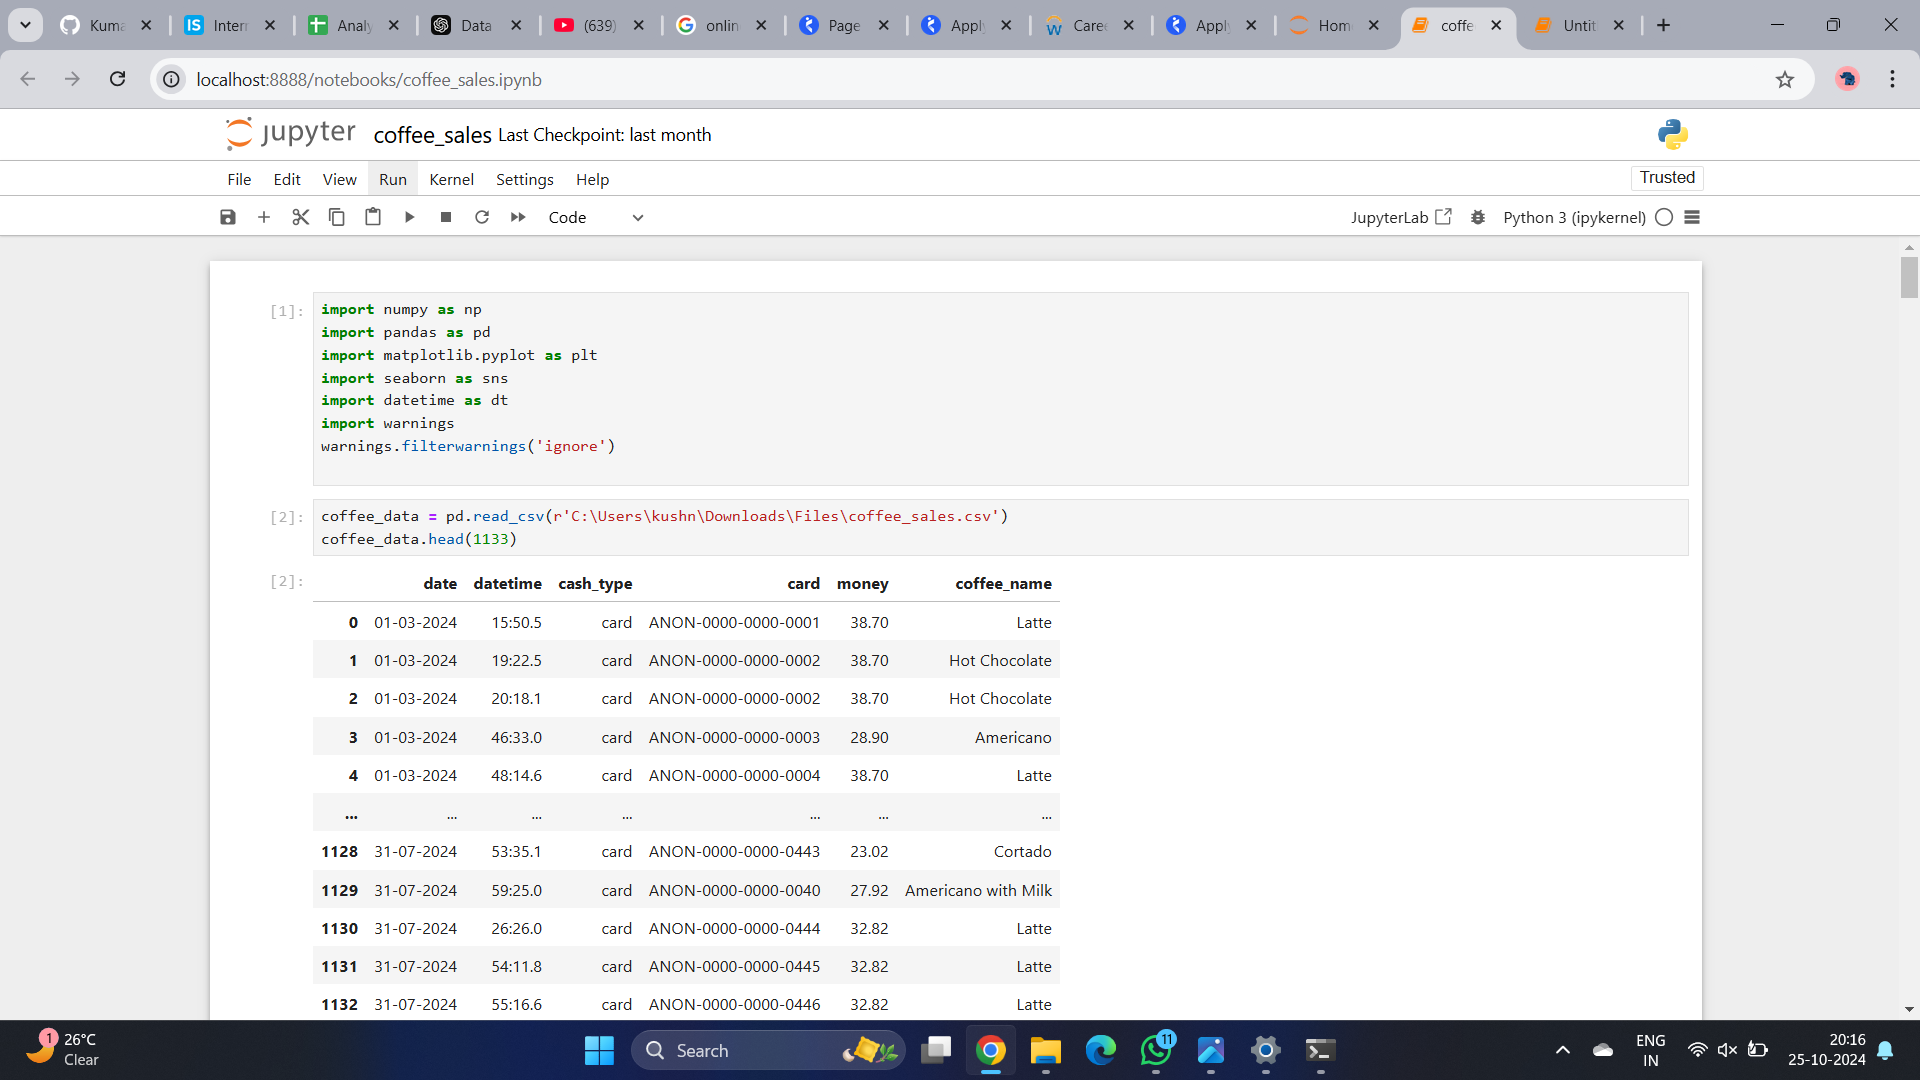 Kuma
Intern
Analy
Data
(639)
onlin
Page
Apply
Caree
Apply
Home
coffe
Untit
localhost:8888/notebooks/coffee_sales.ipynb
jupyter coffee_sales Last Checkpoint: last month
File Edit View Run Kernel Settings Help
Trusted
Code
JupyterLab
Python 3 (ipykernel)
[1]:
import numpy as np
import pandas as pd
import matplotlib.pyplot as plt
import seaborn as sns
import datetime as dt
import warnings
warnings.filterwarnings('ignore')
[2]:
coffee_data = pd.read_csv(r'C:\Users\kushn\Downloads\Files\coffee_sales.csv')
coffee_data.head(1133)
[2]:
date datetime cash_type card money coffee_name
0 01-03-2024 15:50.5 card ANON-0000-0000-0001 38.70 Latte
1 01-03-2024 19:22.5 card ANON-0000-0000-0002 38.70 Hot Chocolate
2 01-03-2024 20:18.1 card ANON-0000-0000-0002 38.70 Hot Chocolate
3 01-03-2024 46:33.0 card ANON-0000-0000-0003 28.90 Americano
4 01-03-2024 48:14.6 card ANON-0000-0000-0004 38.70 Latte
... ... ... ... ... ... ...
1128 31-07-2024 53:35.1 card ANON-0000-0000-0443 23.02 Cortado
1129 31-07-2024 59:25.0 card ANON-0000-0000-0040 27.92 Americano with Milk
1130 31-07-2024 26:26.0 card ANON-0000-0000-0444 32.82 Latte
1131 31-07-2024 54:11.8 card ANON-0000-0000-0445 32.82 Latte
1132 31-07-2024 55:16.6 card ANON-0000-0000-0446 32.82 Latte
1
26°C
Clear
Search
11
ENG
IN
20:16
25-10-2024